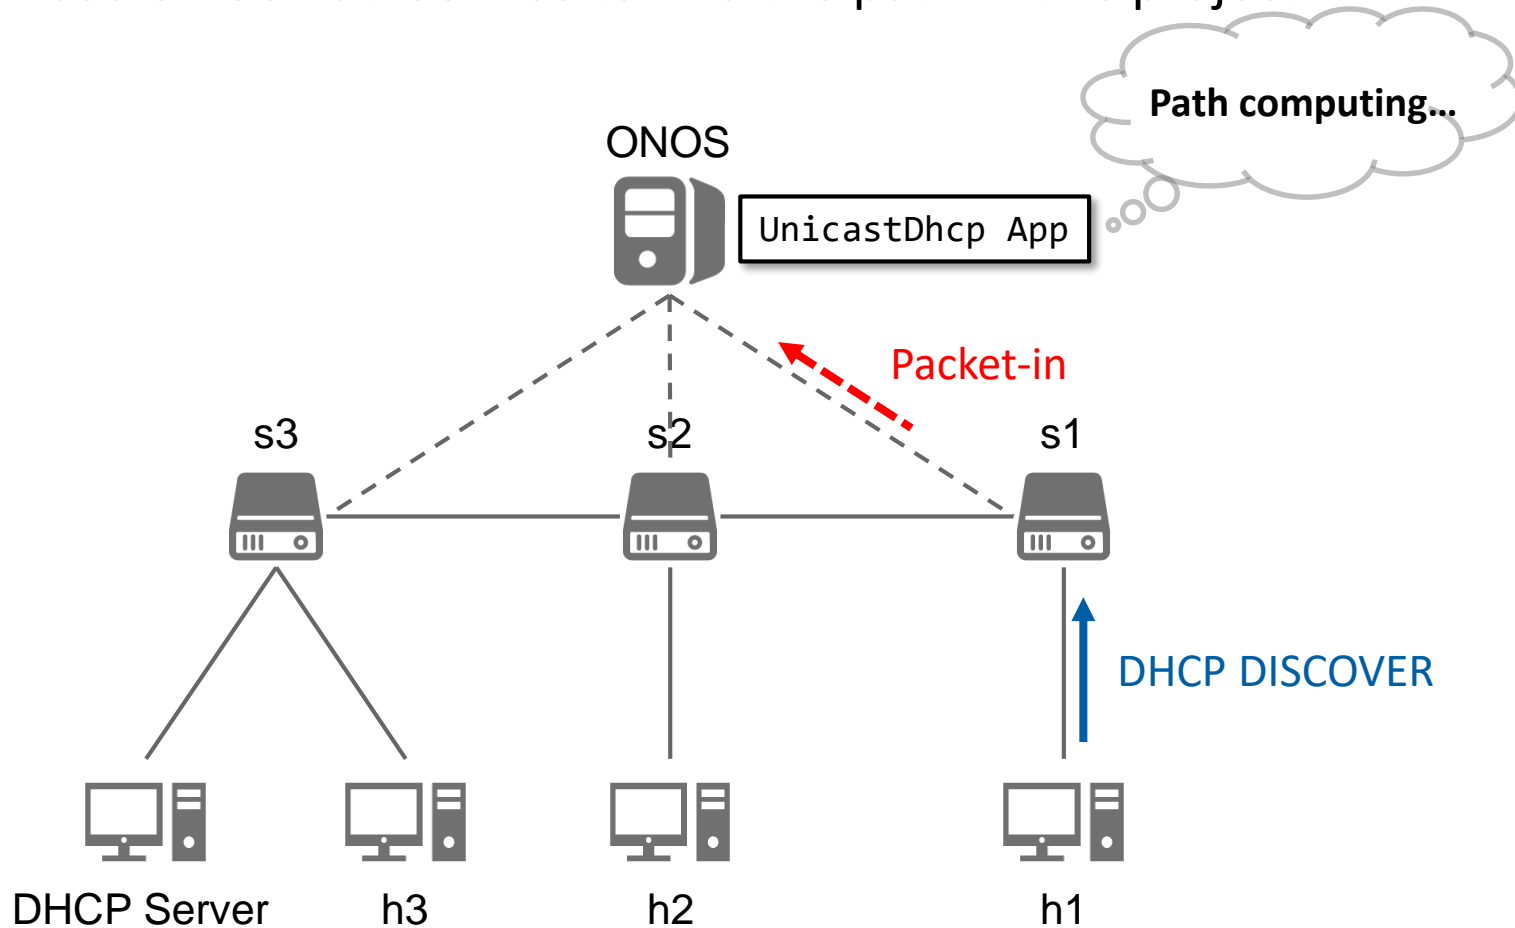 Path computing…
ONOS
UnicastDhcp App
Packet-in
s3
s2
s1
DHCP DISCOVER
DHCP Server
h3
h2
h1